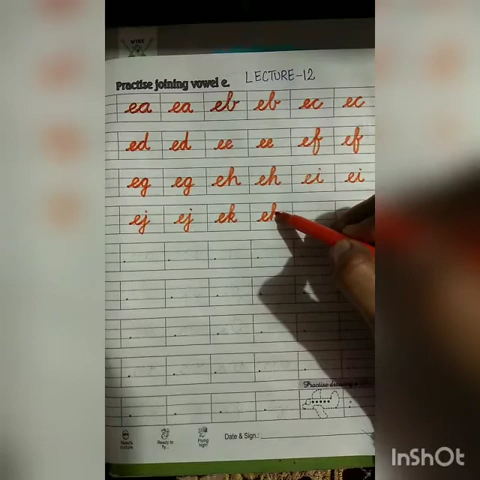 Practise joining vowel e. LECTURE-12
ea ea eb eb ec ec
ed ed ee ee ef ef
eg eg eh eh ei ei
ej ej ek
Date & Sign.:
InShOt